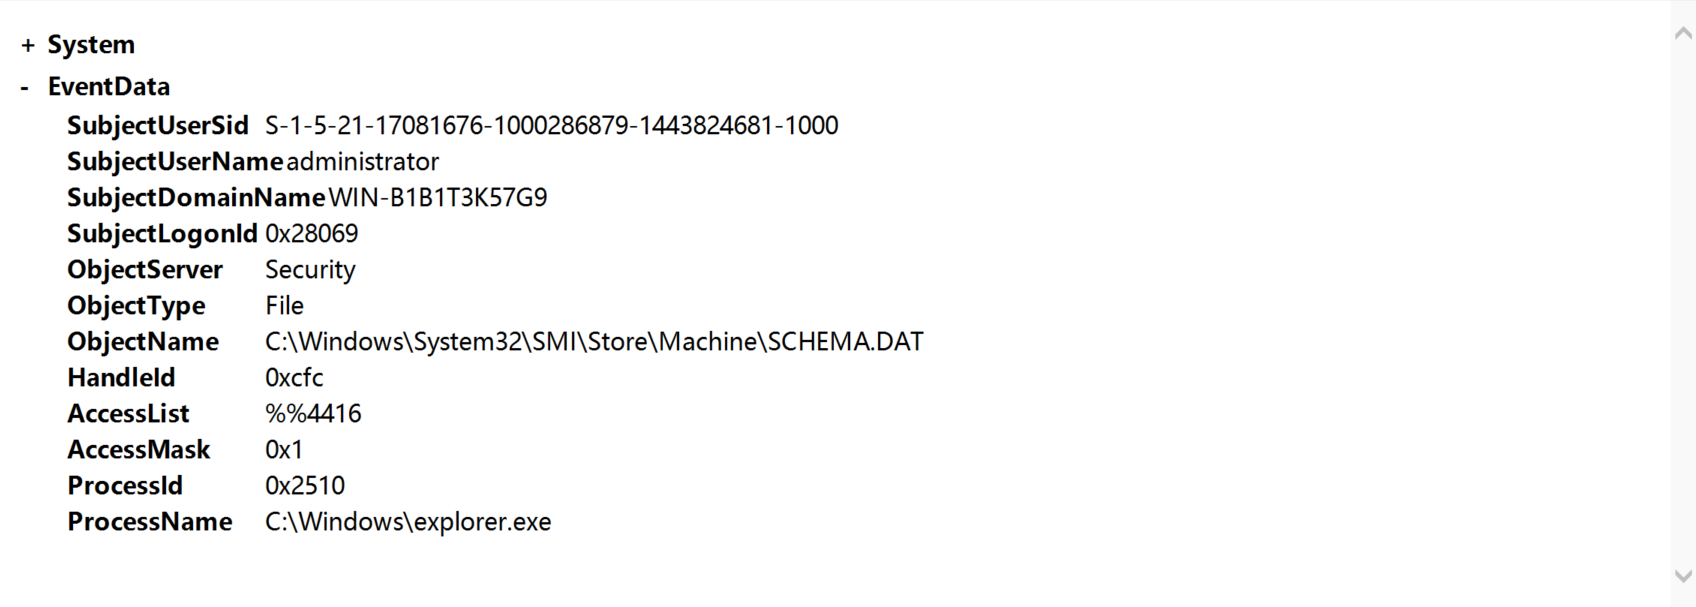 + System
- EventData
SubjectUserSid S-1-5-21-17081676-1000286879-1443824681-1000
SubjectUserName administrator
SubjectDomainName WIN-B1B1T3K57G9
SubjectLogonId 0x28069
ObjectServer Security
ObjectType File
ObjectName C:\Windows\System32\SMI\Store\Machine\SCHEMA.DAT
HandleId 0xcfc
AccessList %%4416
AccessMask 0x1
ProcessId 0x2510
ProcessName C:\Windows\explorer.exe